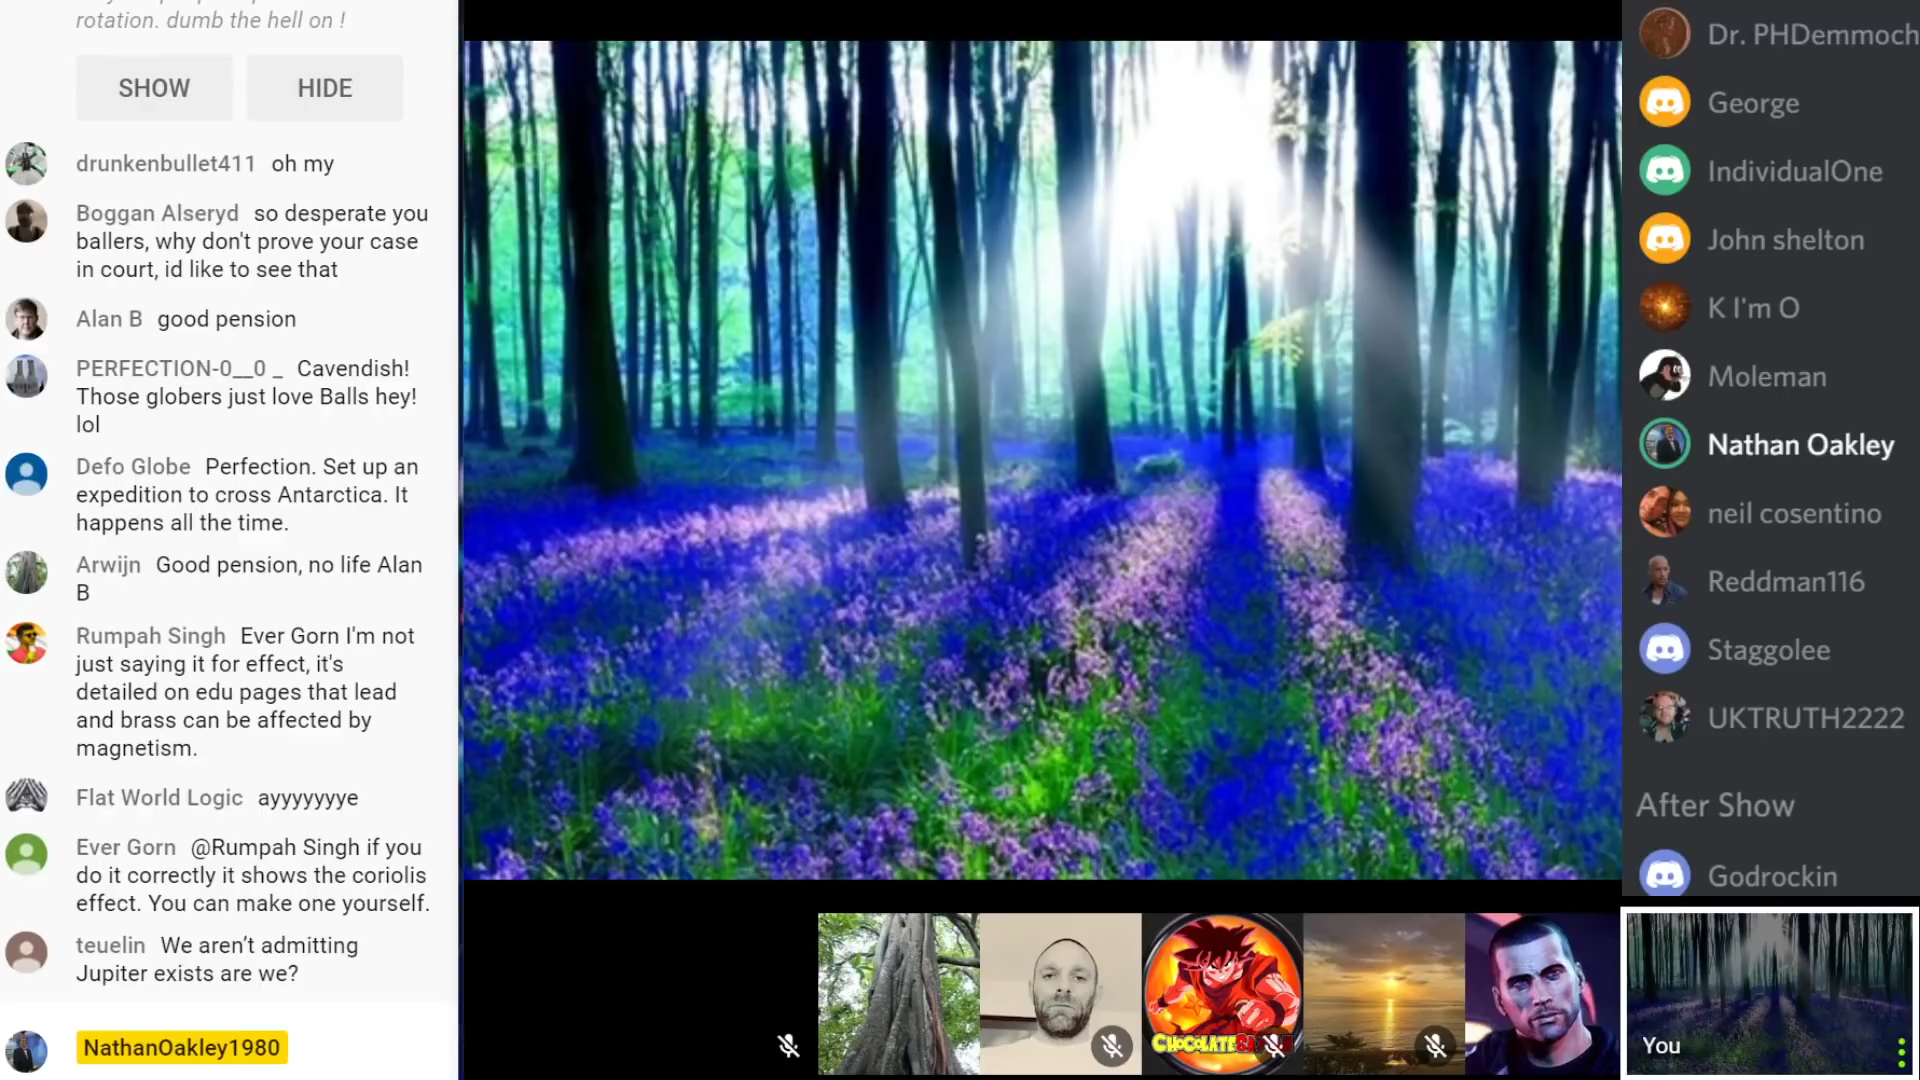 rotation. dumb the hell on !
SHOW
HIDE
drunkenbullet411 oh my
Boggan Alseryd so desperate you
ballers, why don't prove your case
in court, id like to see that
Alan B good pension
PERFECTION-0__0 _ Cavendish!
Those globers just love Balls hey!
lol
Defo Globe Perfection. Set up an
expedition to cross Antarctica. It
happens all the time.
Arwijn Good pension, no life Alan
B
Rumpah Singh Ever Gorn I'm not
just saying it for effect, it's
detailed on edu pages that lead
and brass can be affected by
magnetism.
Flat World Logic ayyyyyyye
Ever Gorn @Rumpah Singh if you
do it correctly it shows the coriolis
effect. You can make one yourself.
teuelin We aren’t admitting
Jupiter exists are we?
NathanOakley1980
Dr. PHDemmoch
George
IndividualOne
John shelton
K I'm O
Moleman
Nathan Oakley
neil cosentino
Reddman116
Staggolee
UKTRUTH2222
After Show
Godrockin
You